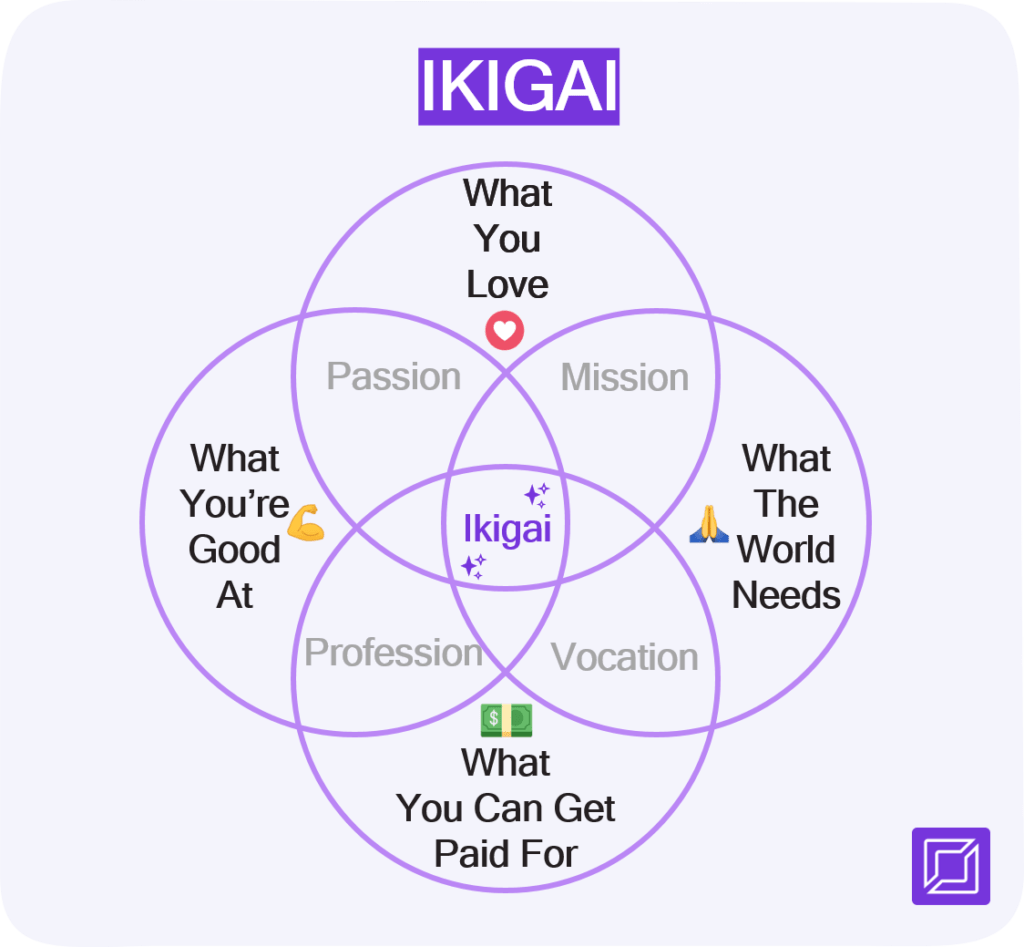 IKIGAI
What
You
Love
Passion
Mission
What
You’re
Good
At
Ikigai
What
The
World
Needs
Profession
Vocation
What
You Can Get
Paid For